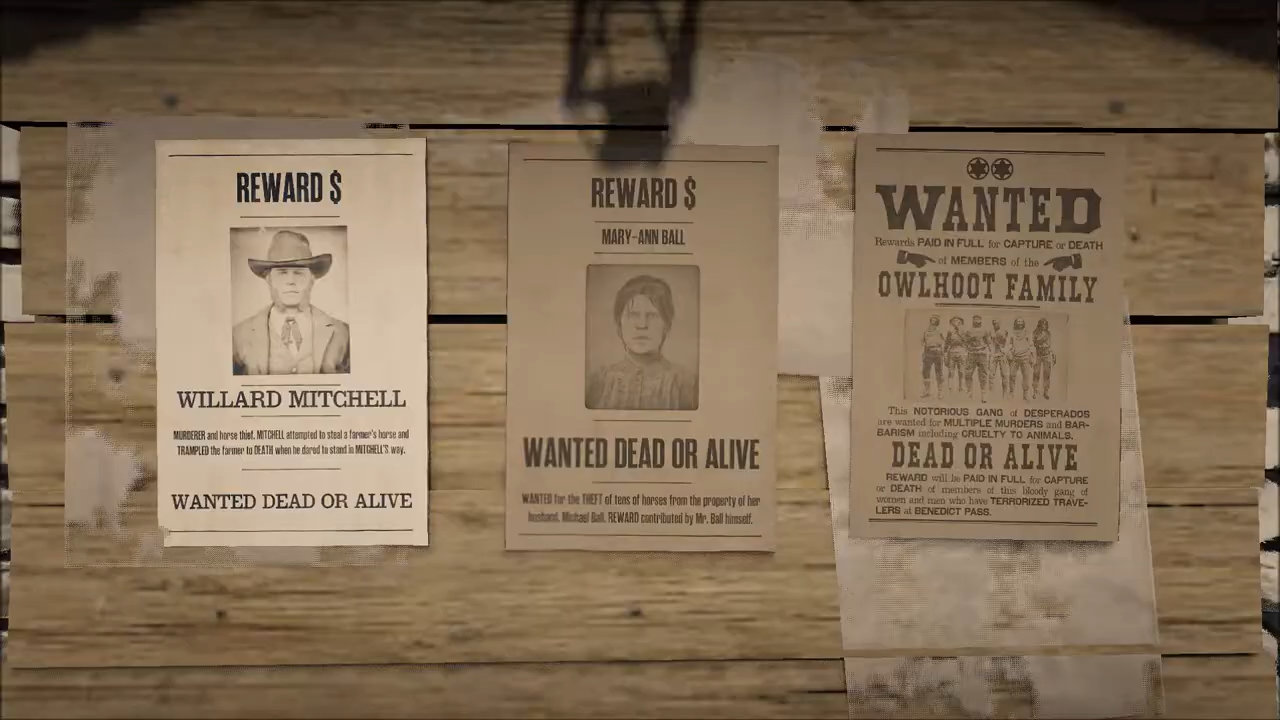 REWARD $
WILLARD MITCHELL
MURDERER and horse thief. MITCHELL attempted to steal a farmer's horse and
TRAMPLED the farmer to DEATH when he dared to stand in MITCHELL'S way.
WANTED DEAD OR ALIVE
REWARD $
MARY-ANN BALL
WANTED DEAD OR ALIVE
WANTED for the THEFT of tens of horses from the property of her
husband, Michael Ball. REWARD contributed by Mr. Ball himself.
WANTED
Rewards PAID IN FULL for CAPTURE or DEATH
of MEMBERS of the
OWLHOOT FAMILY
This NOTORIOUS GANG of DESPERADOS
are wanted for MULTIPLE MURDERS and BAR-
BARISM including CRUELTY TO ANIMALS.
DEAD OR ALIVE
REWARD will be PAID IN FULL for CAPTURE
or DEATH of members of this bloody gang of
women and men who have TERRORIZED TRAVE-
LERS at BENEDICT PASS.